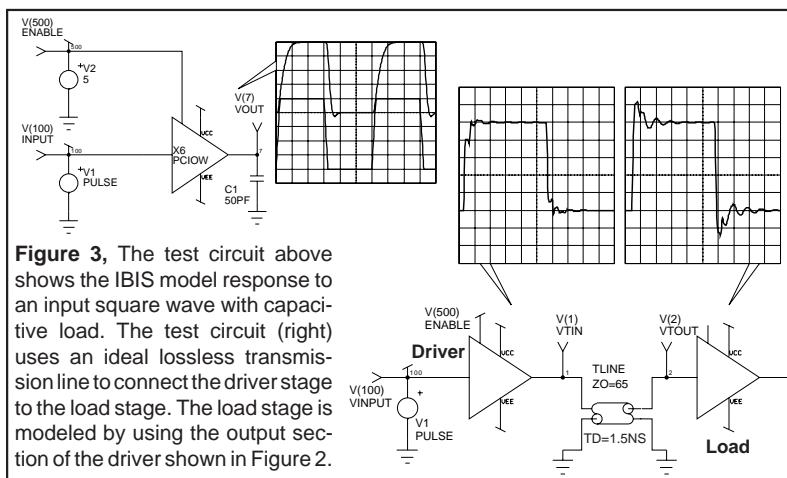 V(500)
ENABLE
500
+V2
5
V(100)
INPUT
100
+V1
PULSE
X6
PCIOW
VCC
VEE
V(7)
VOUT
7
C1
50PF
Figure 3, The test circuit above
shows the IBIS model response to
an input square wave with capaci-
tive load. The test circuit (right)
uses an ideal lossless transmis-
sion line to connect the driver stage
to the load stage. The load stage is
modeled by using the output sec-
tion of the driver shown in Figure 2.
V(500)
ENABLE
Driver
V(100)
VINPUT
100
+
V1
PULSE
VCC
VEE
V(1)
VTIN
1
TLINE
ZO=65
TD=1.5NS
V(2)
VTOUT
2
VCC
VEE
Load